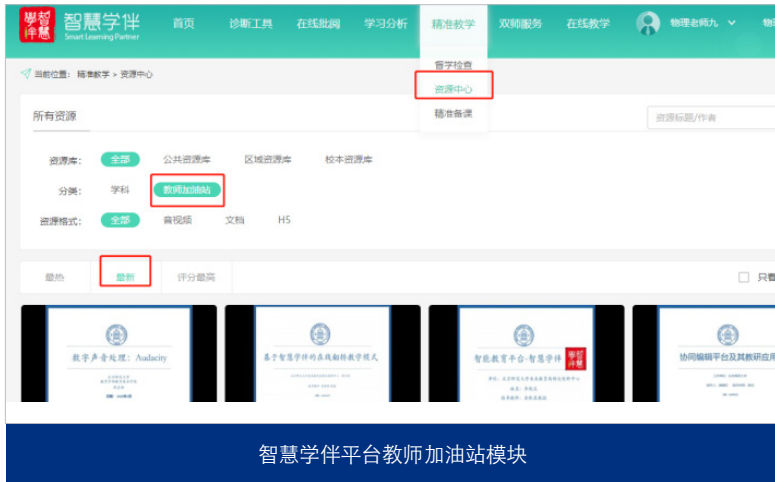 學智 智慧学伴 首页 诊断工具 在线批阅 学习分析 精准教学 双师服务 在线教学 物理老师九
伴慧 Smart Learning Partner
督学检查
当前位置: 精准教学 > 资源中心
资源中心
所有资源 精准备课 资源标题/作者
资源库: 全部 公共资源库 区域资源库 校本资源库
分类: 学科 教师加油站
资源格式: 全部 音视频 文档 H5
最热 最新 评分最高 只看
数字声音处理: Audacity
基于智慧学伴的在线翻转教学模式
智能教育平台-智慧学伴
协同编辑平台及其教研应用
智慧学伴平台教师加油站模块